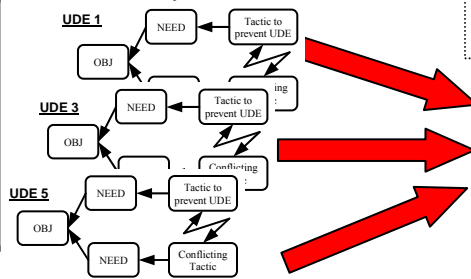 UDE 1
NEED
Tactic to
prevent UDE
OBJ
UDE 3
NEED
Tactic to
prevent UDE
OBJ
Conflicting
UDE 5
NEED
Tactic to
prevent UDE
OBJ
NEED
Conflicting
Tactic